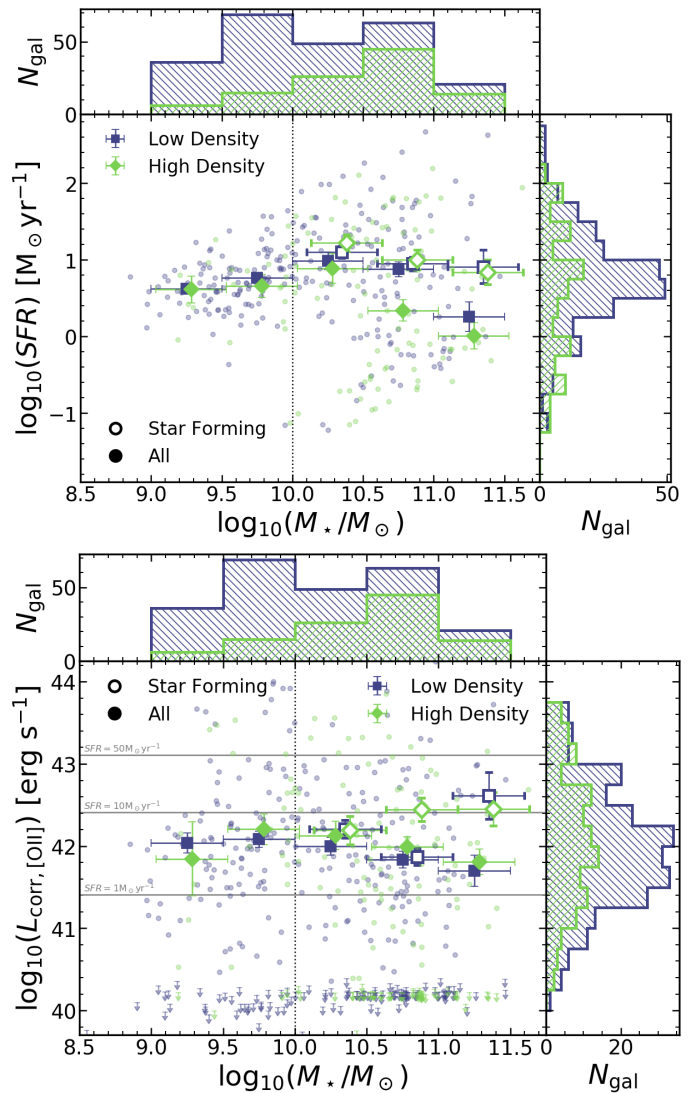 N_gal
50
0
log₁₀(SFR) [M⊙yr⁻¹]
2
1
0
−1
Low Density
High Density
Star Forming
All
8.5 9.0 9.5 10.0 10.5 11.0 11.5
log₁₀(M⋆/M⊙)
0 50
N_gal
N_gal
50
0
log₁₀(L_corr,[OII]) [erg s⁻¹]
44
43
42
41
40
Star Forming
All
Low Density
High Density
SFR = 50M⊙yr⁻¹
SFR = 10M⊙yr⁻¹
SFR = 1M⊙yr⁻¹
8.5 9.0 9.5 10.0 10.5 11.0 11.5
log₁₀(M⋆/M⊙)
0 20
N_gal